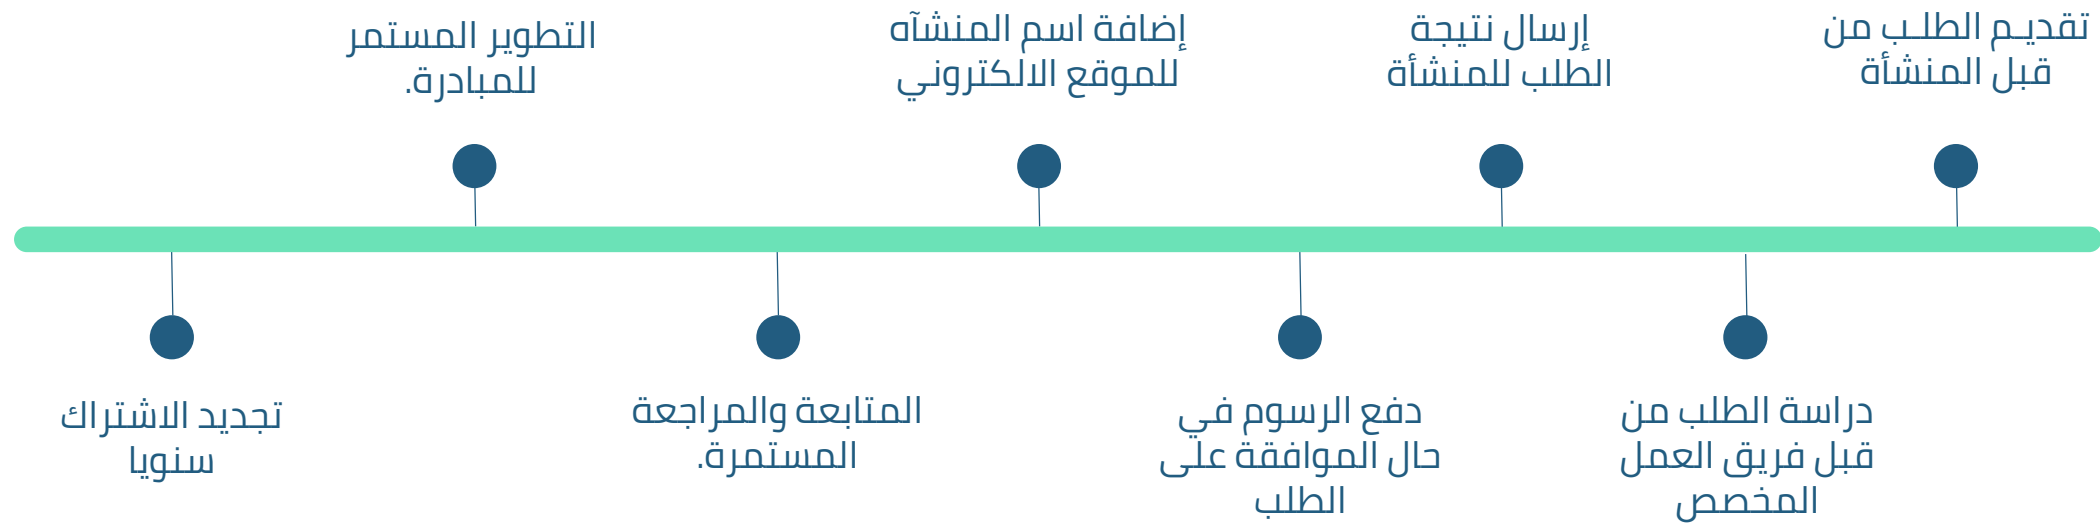 تقديم الطلب من
قبل المنشأة
دراسة الطلب من
قبل فريق العمل
المخصص
إرسال نتيجة
الطلب للمنشأة
دفع الرسوم في
حال الموافقة على
الطلب
إضافة اسم المنشآه
للموقع الالكتروني
المتابعة والمراجعة
المستمرة.
التطوير المستمر
للمبادرة.
تجديد الاشتراك
سنويا